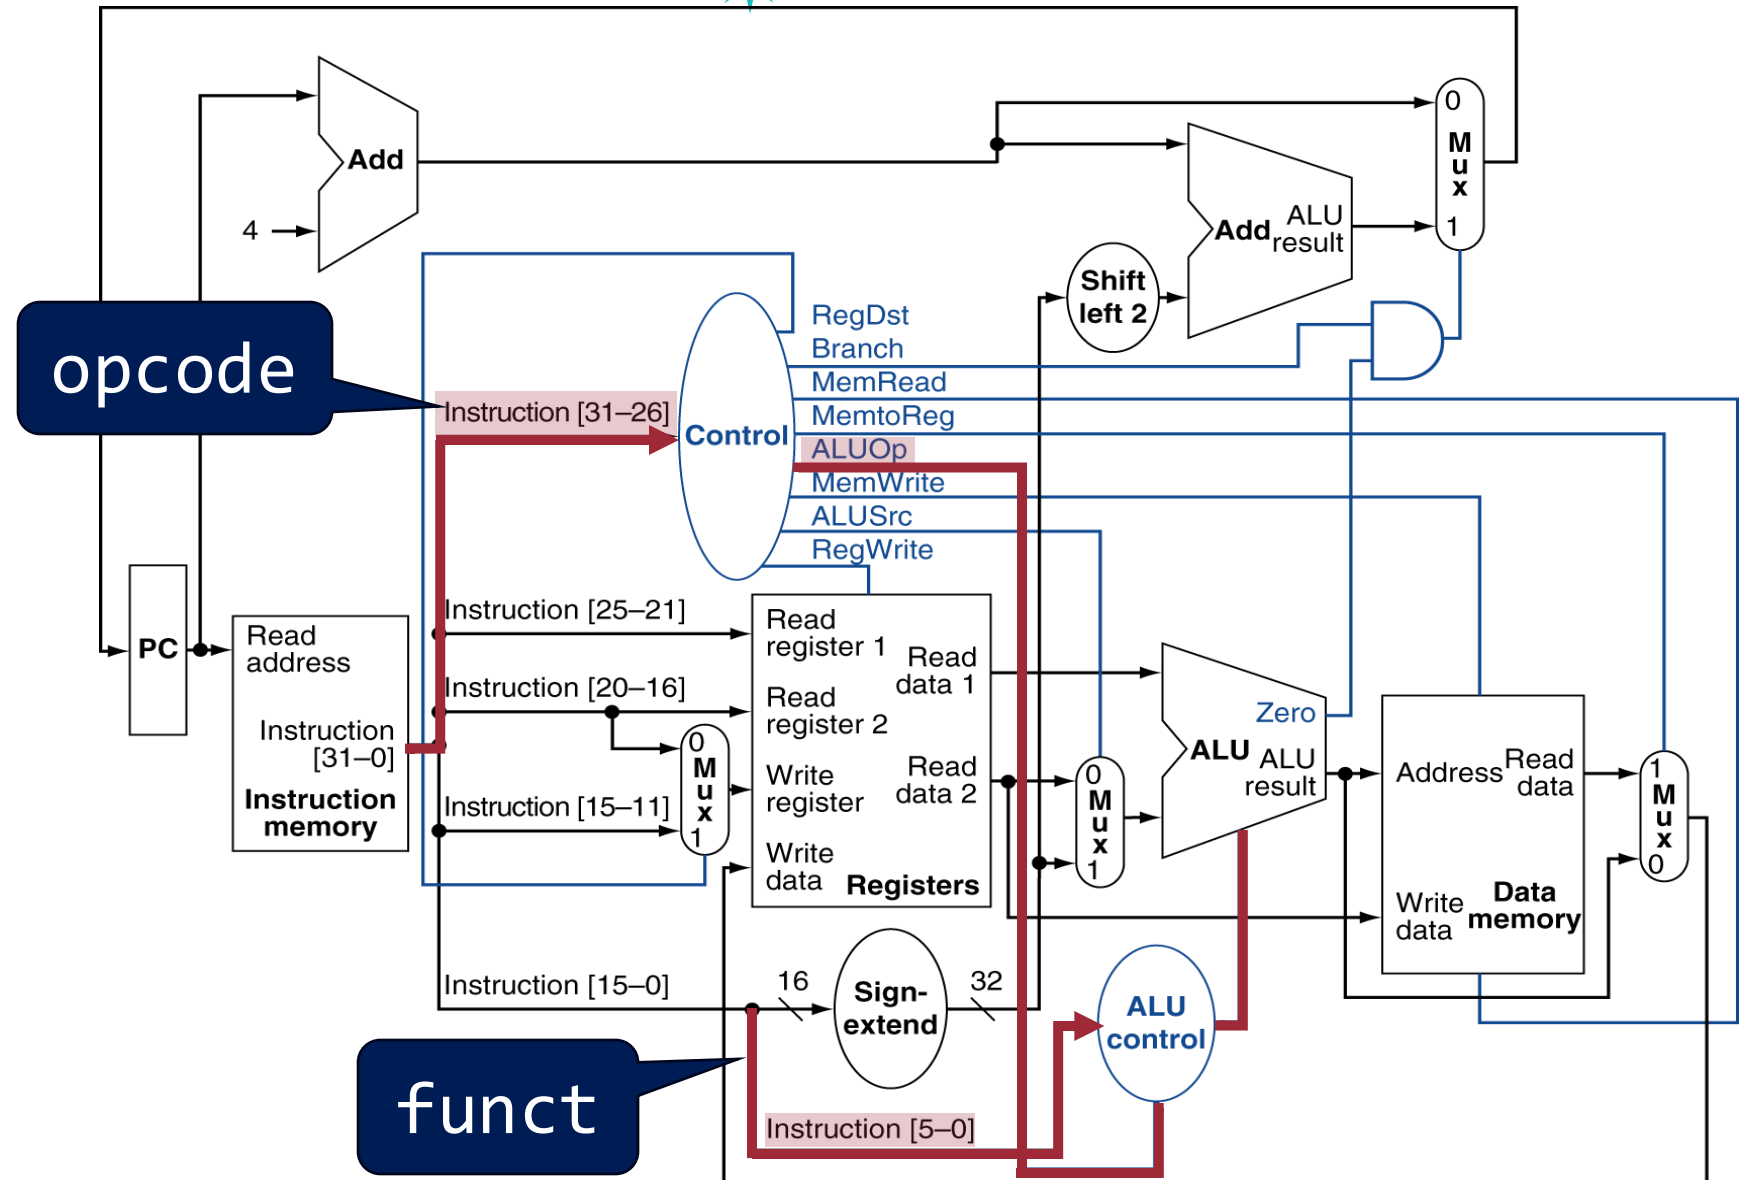 0
M
u
x
1
Add
ALU
Add result
4
Shift
left 2
RegDst
Branch
MemRead
MemtoReg
ALUOp
MemWrite
ALUSrc
RegWrite
opcode
Instruction [31–26]
Control
Instruction [25–21]
Instruction [20–16]
Instruction [15–11]
Instruction [15–0]
PC
Read
address
Instruction
[31–0]
Instruction
memory
0
M
u
x
1
Read
register 1
Read
data 1
Read
register 2
Write
register
Read
data 2
Write
data
Registers
0
M
u
x
1
Zero
ALU
ALU
result
Address
Read
data
Write
data
Data
memory
1
M
u
x
0
16
Sign-
extend
32
ALU
control
funct
Instruction [5–0]